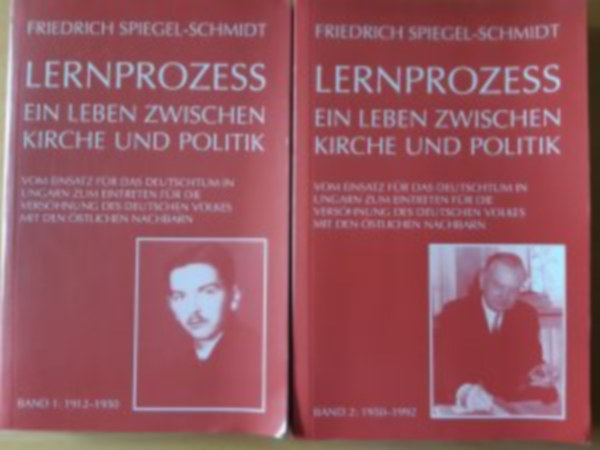 FRIEDRICH SPIEGEL-SCHMIDT
LERNPROZESS
EIN LEBEN ZWISCHEN
KIRCHE UND POLITIK
VOM EINSATZ FÜR DAS DEUTSCHTUM IN
UNGARN ZUM EINTRETEN FÜR DIE
VERSÖHNUNG DES DEUTSCHEN VOLKES
MIT DEN ÖSTLICHEN NACHBARN
BAND 1: 1912–1950
FRIEDRICH SPIEGEL-SCHMIDT
LERNPROZESS
EIN LEBEN ZWISCHEN
KIRCHE UND POLITIK
VOM EINSATZ FÜR DAS DEUTSCHTUM IN
UNGARN ZUM EINTRETEN FÜR DIE
VERSÖHNUNG DES DEUTSCHEN VOLKES
MIT DEN ÖSTLICHEN NACHBARN
BAND 2: 1950–1992